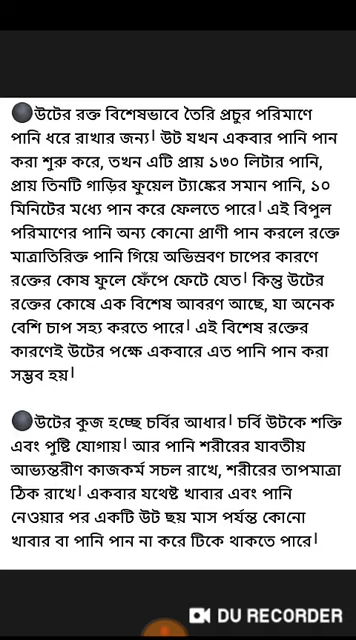 উটের রক্ত বিশেষভাবে তৈরি প্রচুর পরিমাণে
পানি ধরে রাখার জন্য। উট যখন একবার পানি পান
করা শুরু করে, তখন এটি প্রায় ১৩০ লিটার পানি,
প্রায় তিনটি গাড়ির ফুয়েল ট্যাঙ্কের সমান পানি, ১০
মিনিটের মধ্যে পান করে ফেলতে পারে। এই বিপুল
পরিমাণের পানি অন্য কোনো প্রাণী পান করলে রক্তে
মাত্রাতিরিক্ত পানি গিয়ে অভিস্রবণ চাপের কারণে
রক্তের কোষ ফুলে ফেঁপে ফেটে যেত। কিন্তু উটের
রক্তের কোষে এক বিশেষ আবরণ আছে, যা অনেক
বেশি চাপ সহ্য করতে পারে। এই বিশেষ রক্তের
কারণেই উটের পক্ষে একবারে এত পানি পান করা
সম্ভব হয়।
উটের কুজ হচ্ছে চর্বির আধার। চর্বি উটকে শক্তি
এবং পুষ্টি যোগায়। আর পানি শরীরের যাবতীয়
আভ্যন্তরীণ কাজকর্ম সচল রাখে, শরীরের তাপমাত্রা
ঠিক রাখে। একবার যথেষ্ট খাবার এবং পানি
নেওয়ার পর একটি উট ছয় মাস পর্যন্ত কোনো
খাবার বা পানি পান না করে টিকে থাকতে পারে।
DU RECORDER